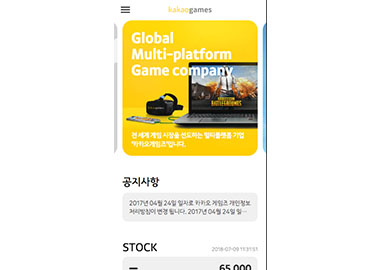 kakaogames
Global
Multi-platform
Game company
BATTLEGROUNDS
전 세계 게임 시장을 선도하는 멀티플랫폼 기업
"카카오게임즈"입니다.
공지사항
2017년 04월 24일 일자로 카카오 게임즈 개인정보
처리방침이 변경 됩니다. 2017년 04월 24일 일…
STOCK
2018-07-09 11:31:51
65,000